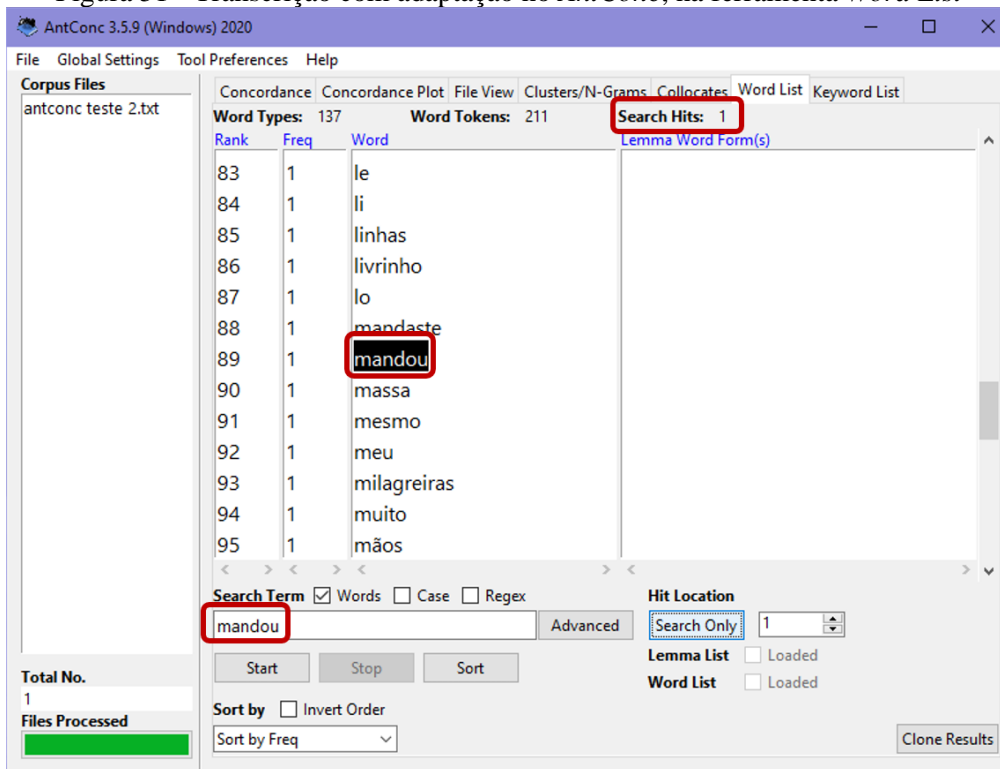 AntConc 3.5.9 (Windows) 2020
File Global Settings Tool Preferences Help
Corpus Files
antconc teste 2.txt
Concordance Concordance Plot File View Clusters/N-Grams Collocates Word List Keyword List
Word Types: 137 Word Tokens: 211 Search Hits: 1
Rank Freq Word Lemma Word Form(s)
83 1 le
84 1 li
85 1 linhas
86 1 livrinho
87 1 lo
88 1 mandaste
89 1 mandou
90 1 massa
91 1 mesmo
92 1 meu
93 1 milagreiras
94 1 muito
95 1 mãos
Search Term Words Case Regex Hit Location
mandou Advanced Search Only 1
Start Stop Sort Lemma List Loaded
Word List Loaded
Total No.
1
Files Processed
Sort by Invert Order
Sort by Freq Clone Results